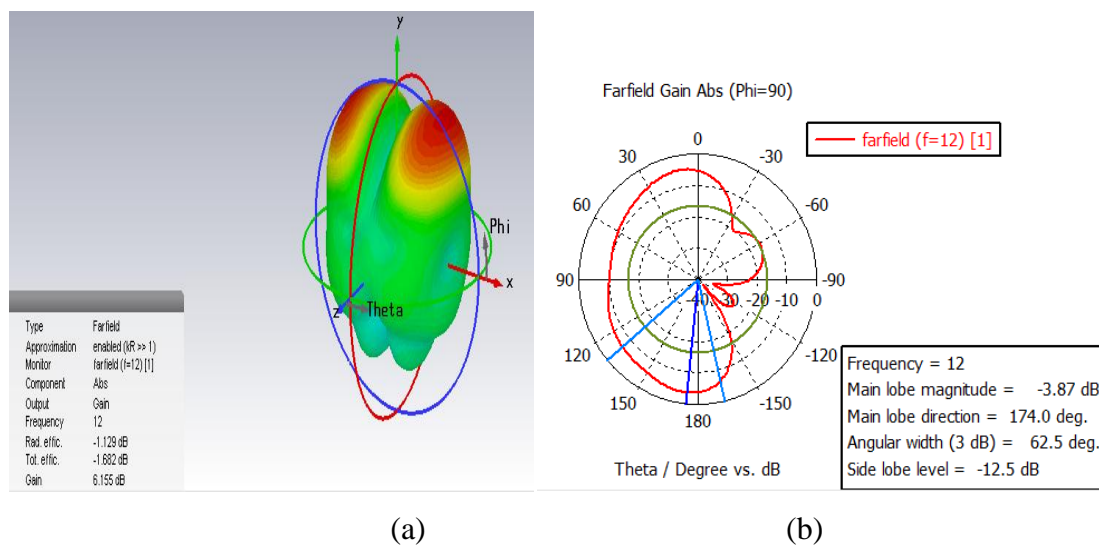 y
Phi
x
z
Theta
Type Farfield
Approximation enabled (kR >> 1)
Monitor farfield (f=12) [1]
Component Abs
Output Gain
Frequency 12
Rad. effic. -1.129 dB
Tot. effic. -1.682 dB
Gain 6.155 dB
(a)
Farfield Gain Abs (Phi=90)
farfield (f=12) [1]
0
30 -30
60 -60
90 -90
-40 -30 -20 -10 0
120 -120
150 -150
180
Theta / Degree vs. dB
Frequency = 12
Main lobe magnitude = -3.87 dB
Main lobe direction = 174.0 deg.
Angular width (3 dB) = 62.5 deg.
Side lobe level = -12.5 dB
(b)